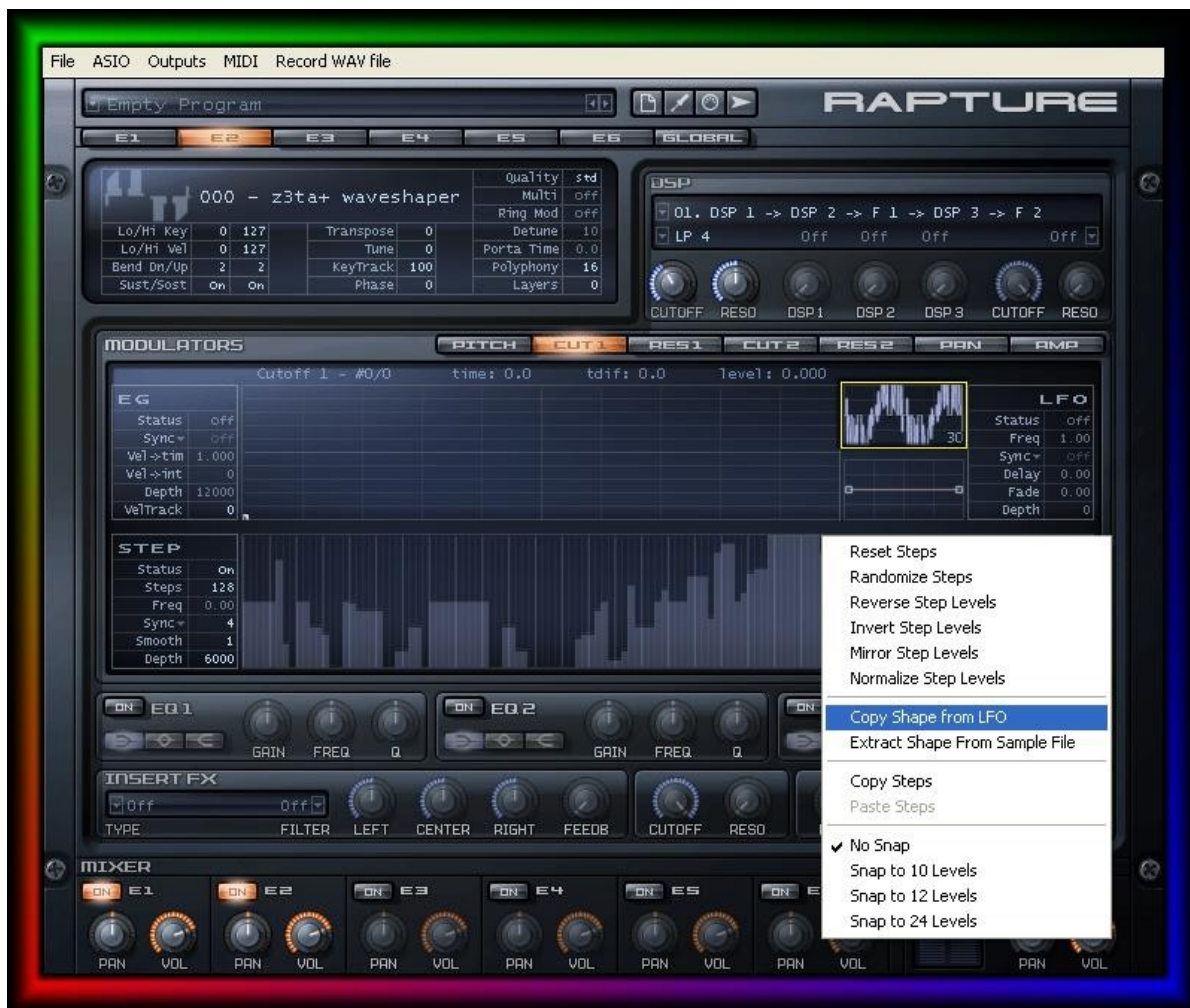 File ASIO Outputs MIDI Record WAV file
Empty Program
RAPTURE
E1 E2 E3 E4 E5 E6 GLOBAL
000 - z3ta+ waveshaper
Quality std
Multi off
Ring Mod off
Lo/Hi Key 0 127 Transpose 0 Detune 10
Lo/Hi Vel 0 127 Tune 0 Porta Time 0.0
Bend Dn/Up 2 2 KeyTrack 100 Polyphony 16
Sust/Sost On On Phase 0 Layers 0
DSP
01. DSP 1 -> DSP 2 -> F 1 -> DSP 3 -> F 2
LP 4 Off Off Off Off
CUTOFF RESO DSP 1 DSP 2 DSP 3 CUTOFF RESO
MODULATORS
PITCH CUT 1 RES 1 CUT 2 RES 2 PAN AMP
Cutoff 1 - #0/0 time: 0.0 tdif: 0.0 level: 0.000
EG
Status off
Sync off
Vel->tim 1.000
Vel->int 0
Depth 12000
VelTrack 0
30
LFO
Status off
Freq 1.00
Sync off
Delay 0.00
Fade 0.00
Depth 0
STEP
Status On
Steps 128
Freq 0.00
Sync 4
Smooth 1
Depth 6000
Reset Steps
Randomize Steps
Reverse Step Levels
Invert Step Levels
Mirror Step Levels
Normalize Step Levels
Copy Shape from LFO
Extract Shape From Sample File
Copy Steps
Paste Steps
No Snap
Snap to 10 Levels
Snap to 12 Levels
Snap to 24 Levels
ON EQ 1
GAIN FREQ Q
ON EQ 2
GAIN FREQ Q
ON
INSERT FX
Off Off
TYPE FILTER LEFT CENTER RIGHT FEEDB CUTOFF RESO
MIXER
ON E1 ON E2 ON E3 ON E4 ON E5 ON
PAN VOL PAN VOL PAN VOL PAN VOL PAN VOL PAN VOL PAN VOL